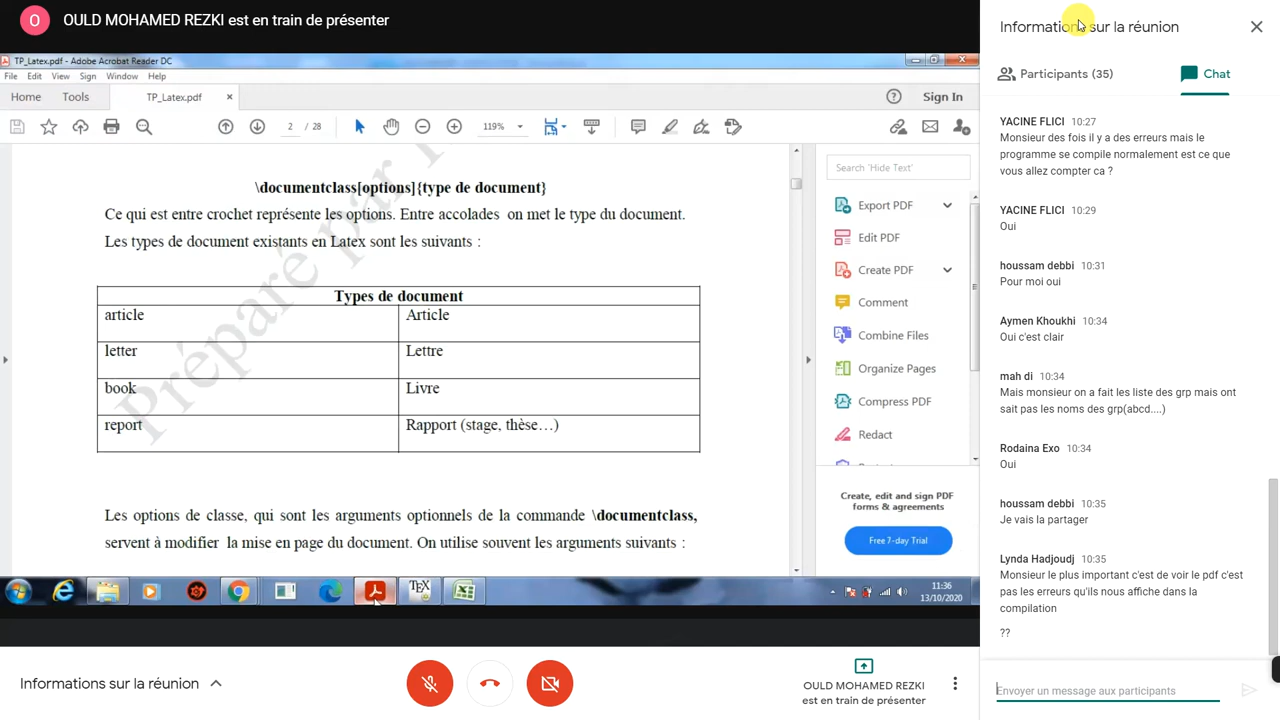 O
OULD MOHAMED REZKI est en train de présenter
TP_Latex.pdf - Adobe Acrobat Reader DC
File Edit View Sign Window Help
Home Tools TP_Latex.pdf × Sign In
2 / 28 119%
Préparé par
\documentclass[options]{type de document}
Ce qui est entre crochet représente les options. Entre accolades on met le type du document.
Les types de document existants en Latex sont les suivants :
Types de document
article Article
letter Lettre
book Livre
report Rapport (stage, thèse…)
Les options de classe, qui sont les arguments optionnels de la commande \documentclass,
servent à modifier la mise en page du document. On utilise souvent les arguments suivants :
Search 'Hide Text'
Export PDF
Edit PDF
Create PDF
Comment
Combine Files
Organize Pages
Compress PDF
Redact
Create, edit and sign PDF
forms & agreements
Free 7-day Trial
TEX
11:36
13/10/2020
Informations sur la réunion
OULD MOHAMED REZKI
est en train de présenter
Informations sur la réunion
Participants (35) Chat
YACINE FLICI 10:27
Monsieur des fois il y a des erreurs mais le
programme se compile normalement est ce que
vous allez compter ca ?
YACINE FLICI 10:29
Oui
houssam debbi 10:31
Pour moi oui
Aymen Khoukhi 10:34
Oui c'est clair
mah di 10:34
Mais monsieur on a fait les liste des grp mais ont
sait pas les noms des grp(abcd....)
Rodaina Exo 10:34
Oui
houssam debbi 10:35
Je vais la partager
Lynda Hadjoudj 10:35
Monsieur le plus important c'est de voir le pdf c'est
pas les erreurs qu'ils nous affiche dans la
compilation
??
Envoyer un message aux participants